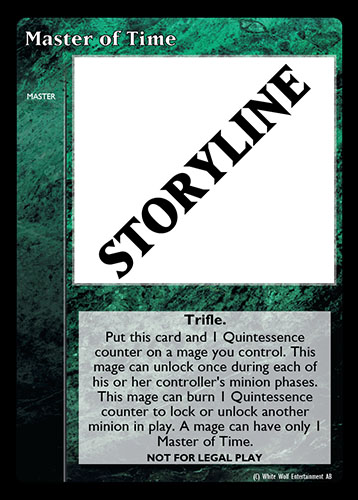 Master of Time
MASTER
STORYLINE
Trifle.
Put this card and 1 Quintessence
counter on a mage you control. This
mage can unlock once during each of
his or her controller's minion phases.
This mage can burn 1 Quintessence
counter to lock or unlock another
minion in play. A mage can have only 1
Master of Time.
NOT FOR LEGAL PLAY
(C) White Wolf Entertainment AB